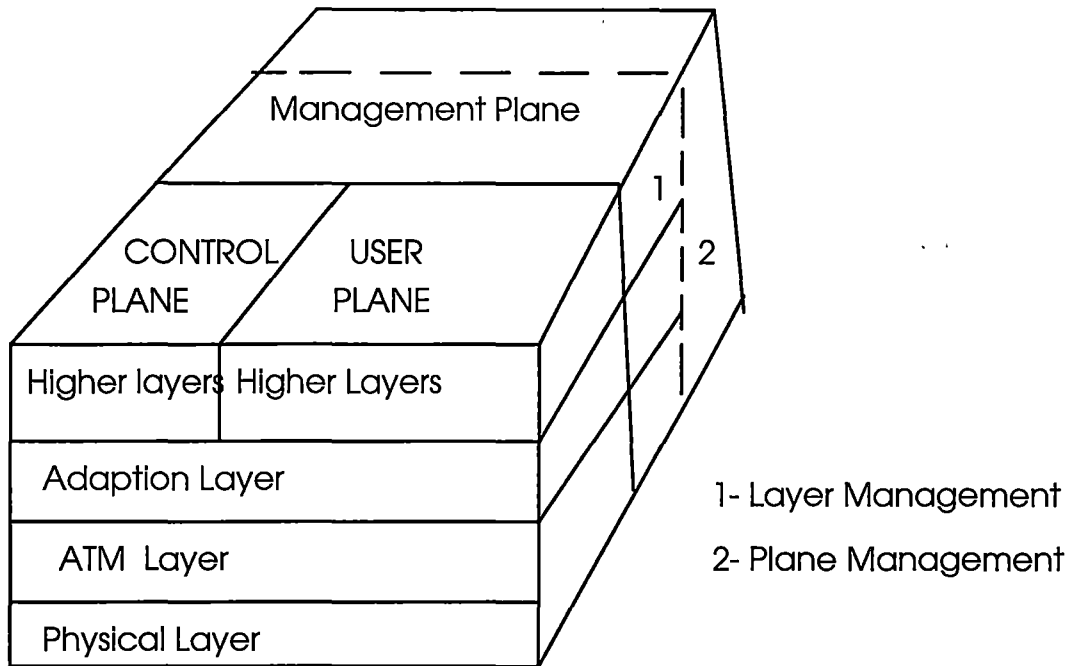 Management Plane
1
CONTROL USER
2
PLANE PLANE
Higher layers Higher Layers
Adaption Layer
1- Layer Management
ATM Layer
2- Plane Management
Physical Layer